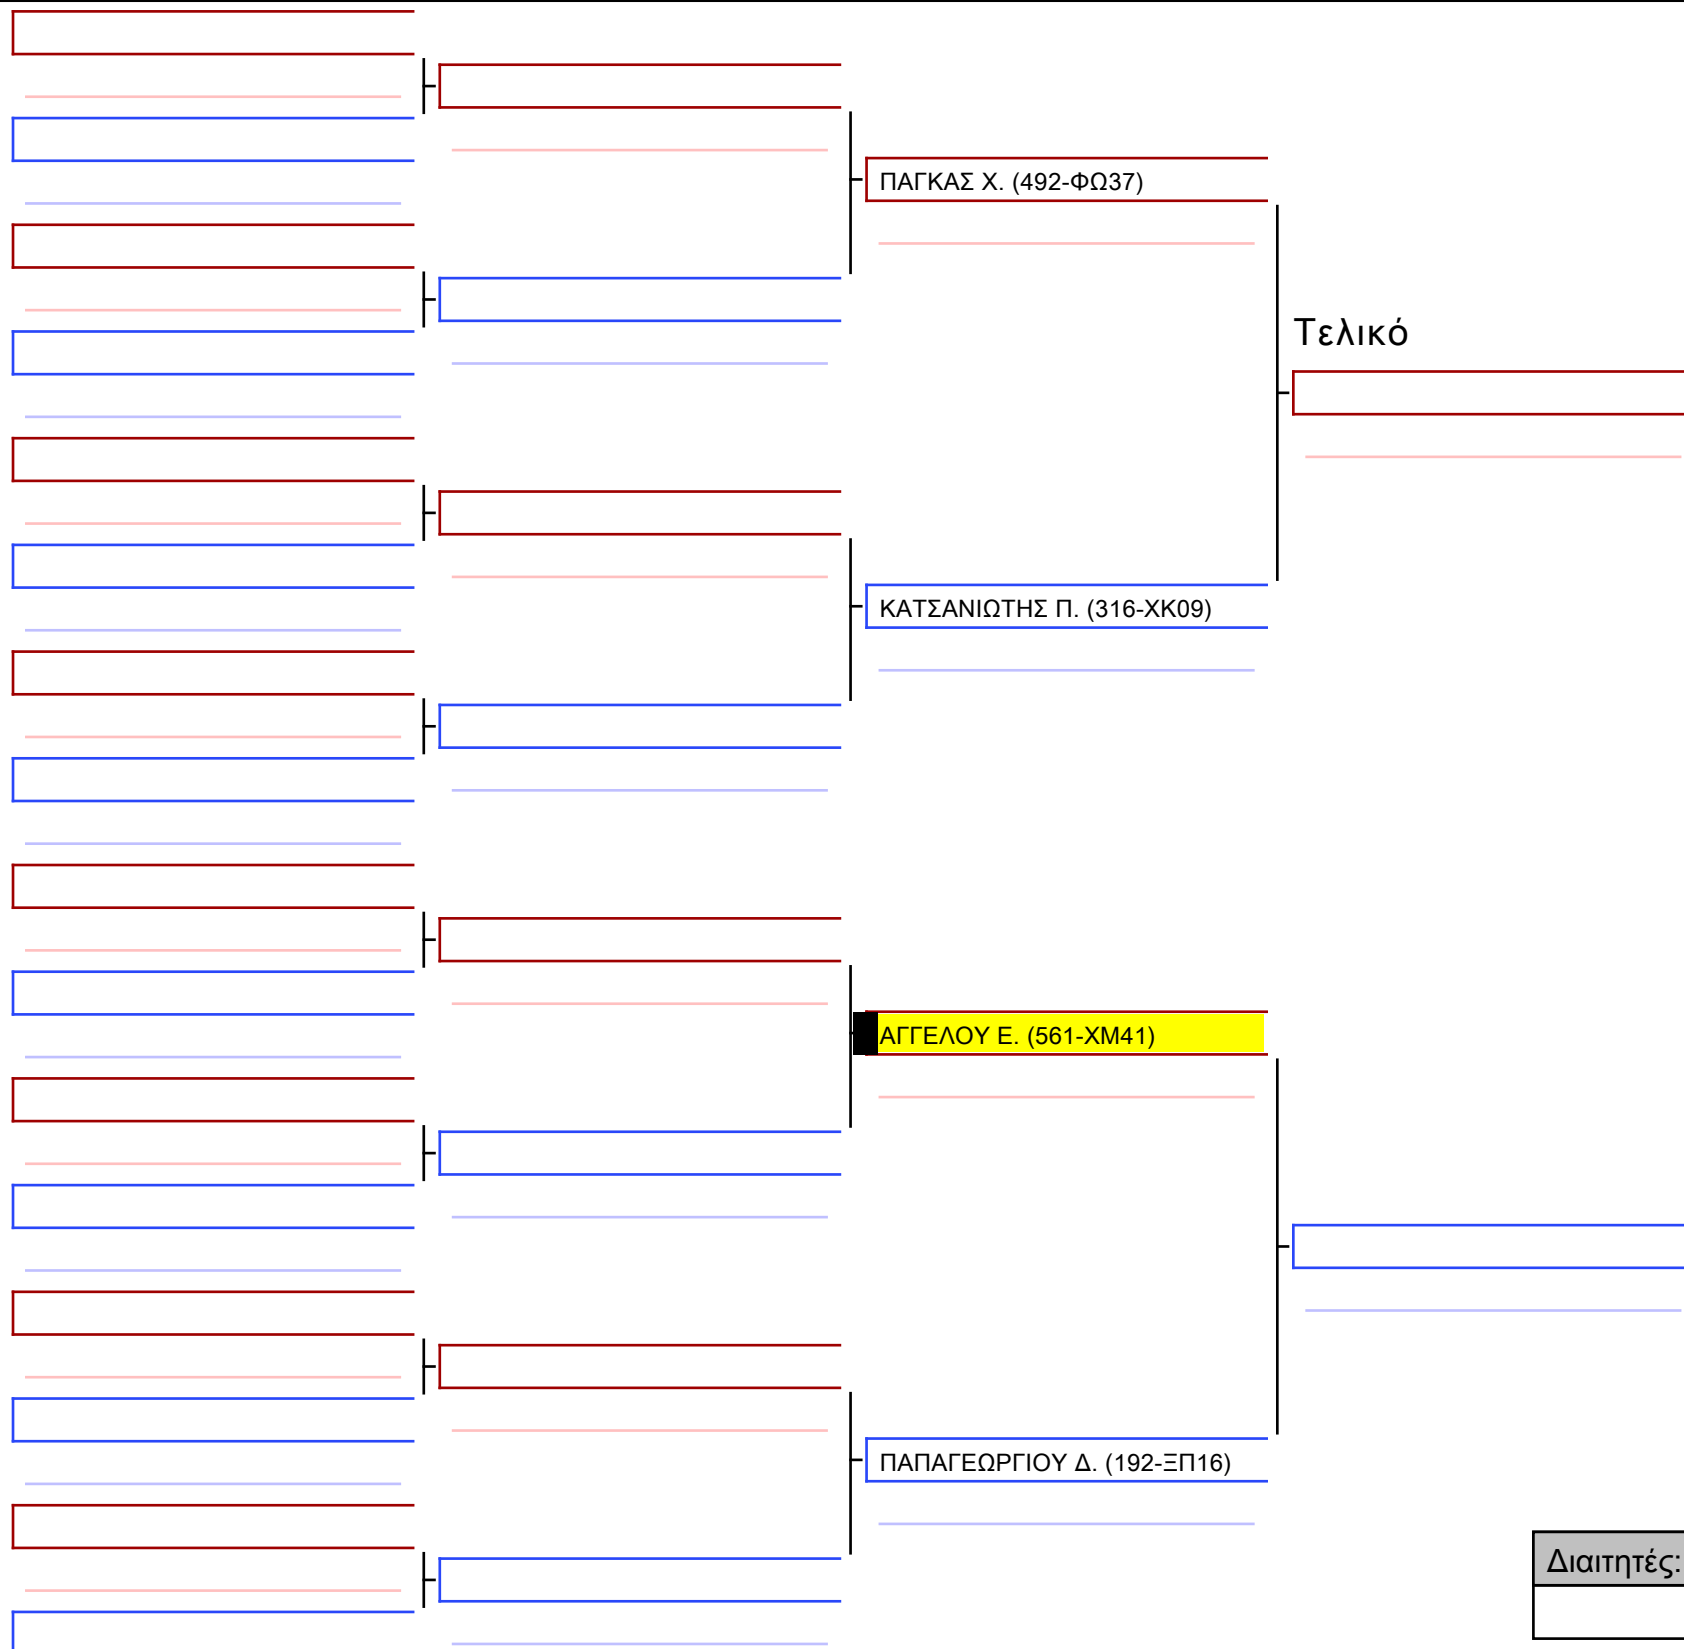 ΠΑΓΚΑΣ Χ. (492-ΦΩ37)
Τελικό
ΚΑΤΣΑΝΙΩΤΗΣ Π. (316-ΧΚ09)
ΑΓΓΕΛΟΥ Ε. (561-ΧΜ41)
ΠΑΠΑΓΕΩΡΓΙΟΥ Δ. (192-ΞΠ16)
Διαιτητές: